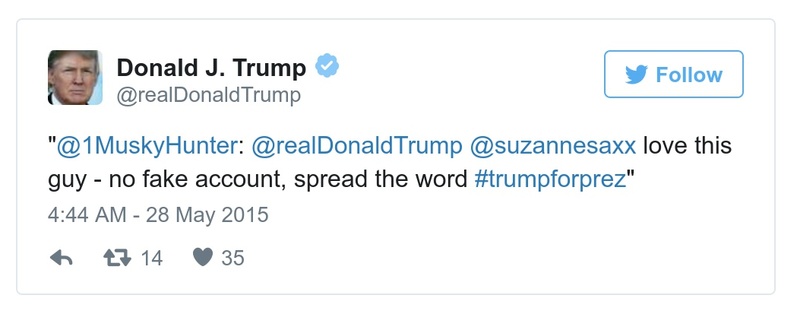 Donald J. Trump
@realDonaldTrump
Follow
"@1MuskyHunter: @realDonaldTrump @suzannesaxx love this
guy - no fake account, spread the word #trumpforprez"
4:44 AM - 28 May 2015
14 35